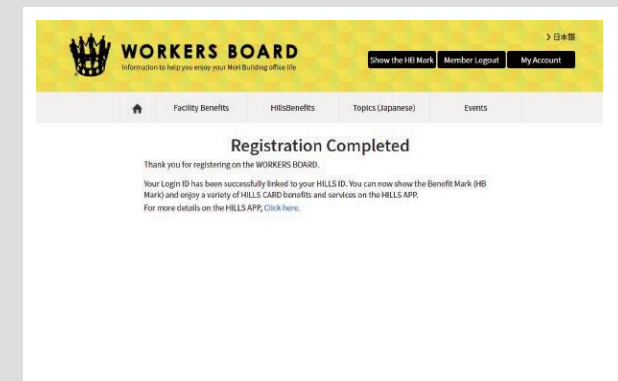 日本語
WORKERS BOARD
Information to help you enjoy your Mori Building office life
Show the HB Mark Member Logout My Account
Facility Benefits HillsBenefits Topics (Japanese) Events
Registration Completed
Thank you for registering on the WORKERS BOARD.
Your Login ID has been successfully linked to your HILLS ID. You can now show the Benefit Mark (HB
Mark) and enjoy a variety of HILLS CARD benefits and services on the HILLS APP.
For more details on the HILLS APP, Click here.